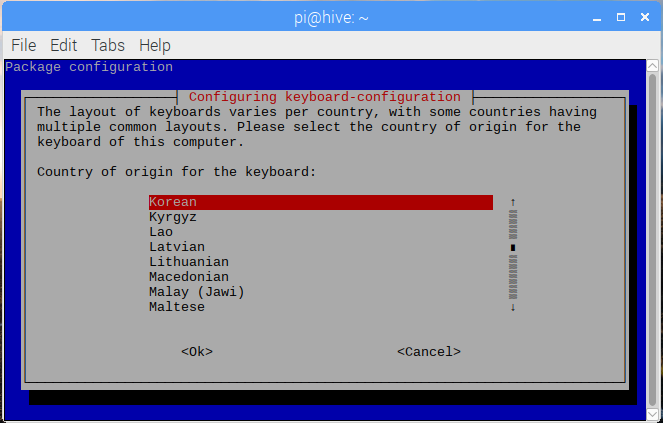 pi@hive: ~
File Edit Tabs Help
Package configuration
Configuring keyboard-configuration
The layout of keyboards varies per country, with some countries having
multiple common layouts. Please select the country of origin for the
keyboard of this computer.
Country of origin for the keyboard:
Korean
Kyrgyz
Lao
Latvian
Lithuanian
Macedonian
Malay (Jawi)
Maltese
<Ok> <Cancel>